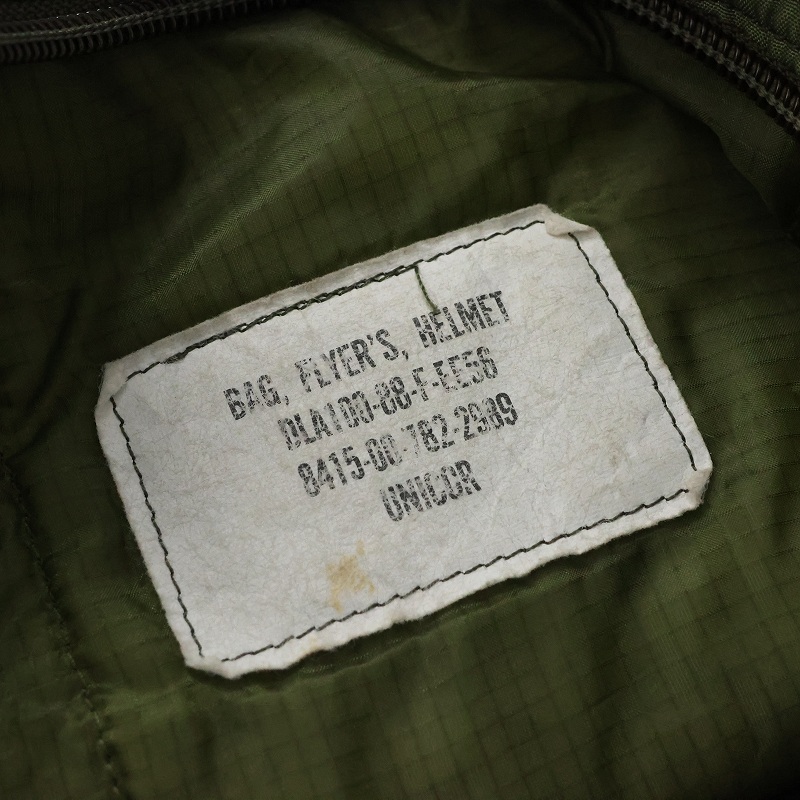 BAG, FLYER'S, HELMET
DLA100-88-F-EE56
8415-00-782-2989
UNICOR